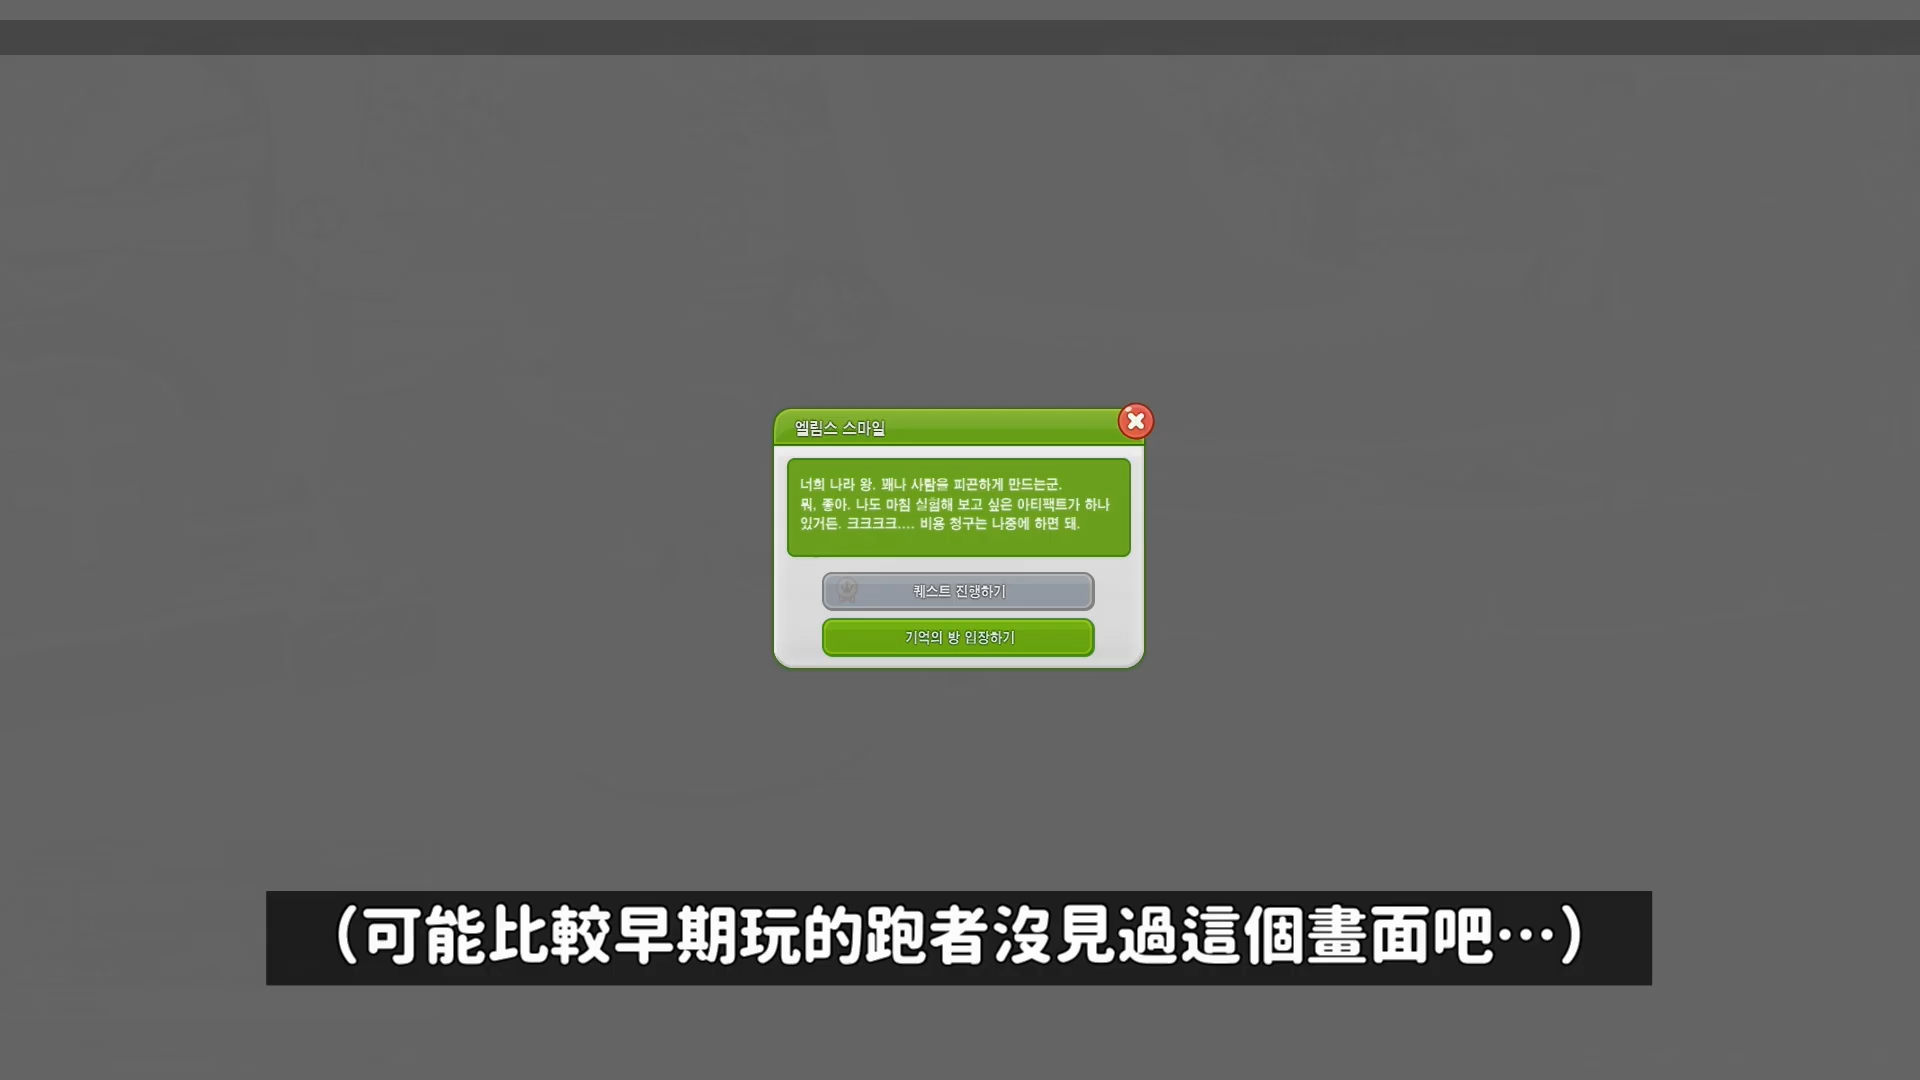 엘림스 스마일
너희 나라 왕. 꽤나 사람을 피곤하게 만드는군.
뭐, 좋아. 나도 마침 실험해 보고 싶은 아티팩트가 하나
있거든. 크크크크.... 비용 청구는 나중에 하면 돼.
퀘스트 진행하기
기억의 방 입장하기
（可能比較早期玩的跑者沒見過這個畫面吧…）